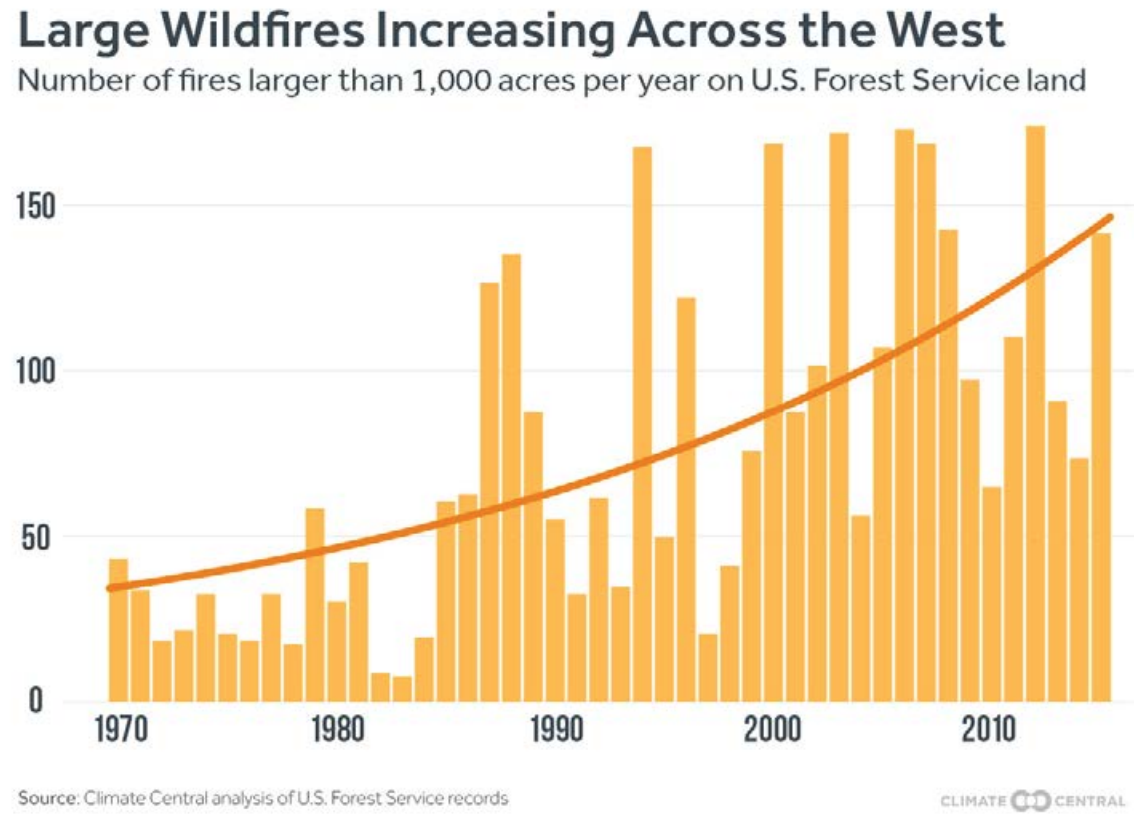 Large Wildfires Increasing Across the West
Number of fires larger than 1,000 acres per year on U.S. Forest Service land
150
100
50
0
1970 1980 1990 2000 2010
Source: Climate Central analysis of U.S. Forest Service records
CLIMATE CENTRAL